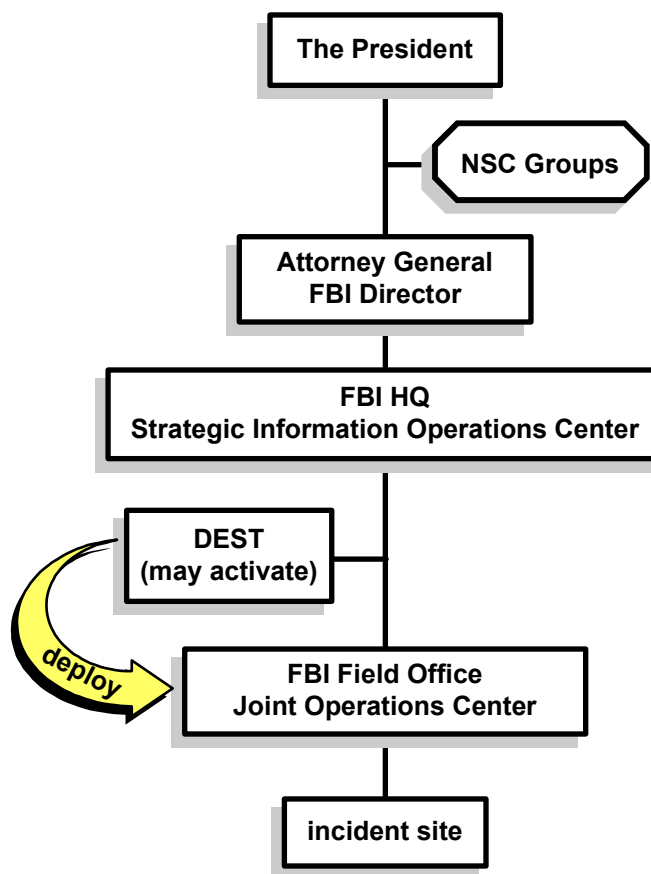 The President
NSC Groups
Attorney General
FBI Director
FBI HQ
Strategic Information Operations Center
DEST
(may activate)
deploy
FBI Field Office
Joint Operations Center
incident site